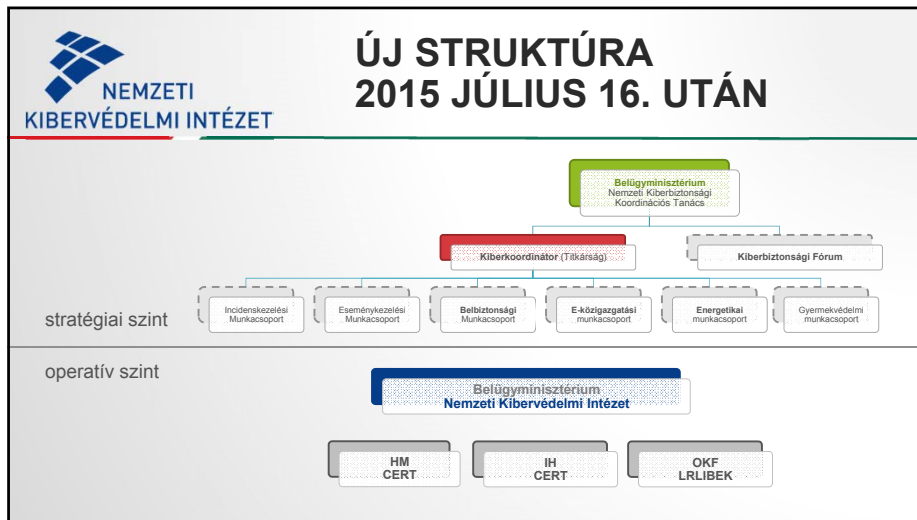 NEMZETI
KIBERVÉDELMI INTÉZET
ÚJ STRUKTÚRA
2015 JÚLIUS 16. UTÁN
Belügyminisztérium
Nemzeti Kiberbiztonsági
Koordinációs Tanács
Kiberkoordinátor (Titkárság)
Kiberbiztonsági Fórum
stratégiai szint
Incidenskezelési
Munkacsoport
Eseménykezelési
Munkacsoport
Belbiztonsági
Munkacsoport
E-közigazgatási
munkacsoport
Energetikai
munkacsoport
Gyermekvédelmi
munkacsoport
operatív szint
Belügyminisztérium
Nemzeti Kibervédelmi Intézet
HM
CERT
IH
CERT
OKF
LRLIBEK